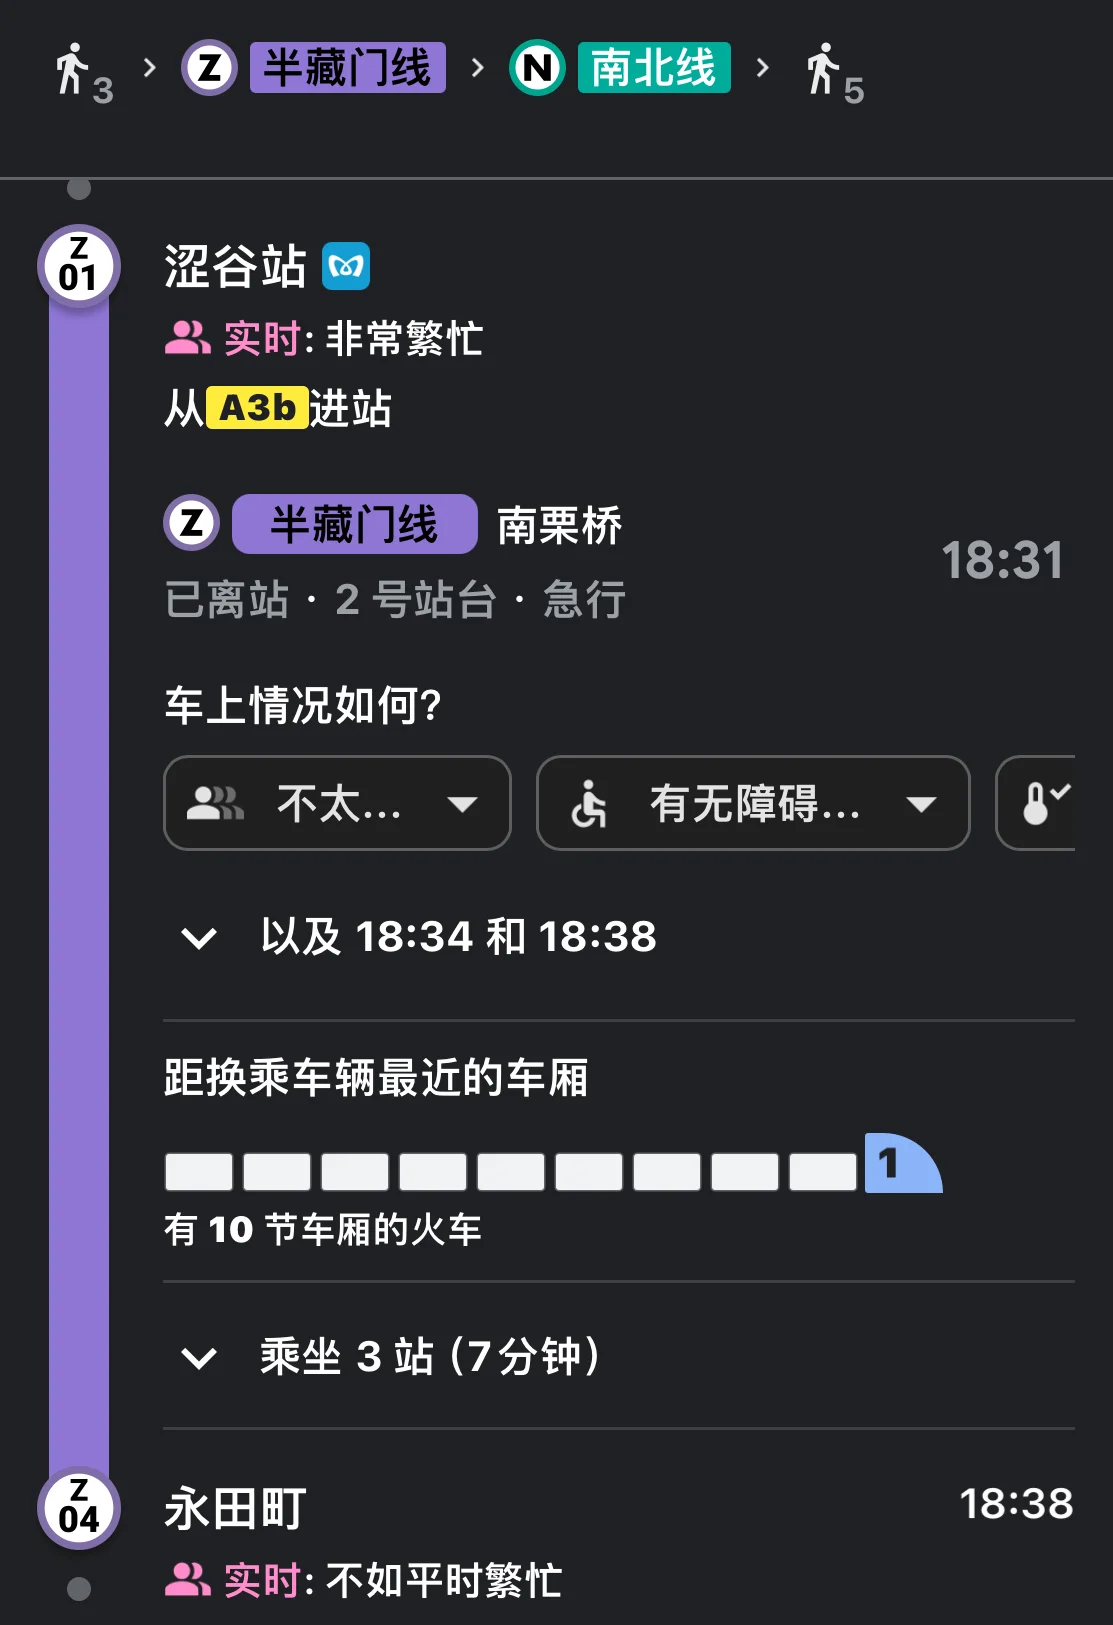 3 Z 半藏门线 N 南北线 5
Z 01 涩谷站
实时: 非常繁忙
从 A3b 进站
Z 半藏门线 南栗桥
18:31
已离站 · 2 号站台 · 急行
车上情况如何?
不太... 有无障碍...
以及 18:34 和 18:38
距换乘车辆最近的车厢
1
有 10 节车厢的火车
乘坐 3 站 (7分钟)
Z 04 永田町 18:38
实时: 不如平时繁忙